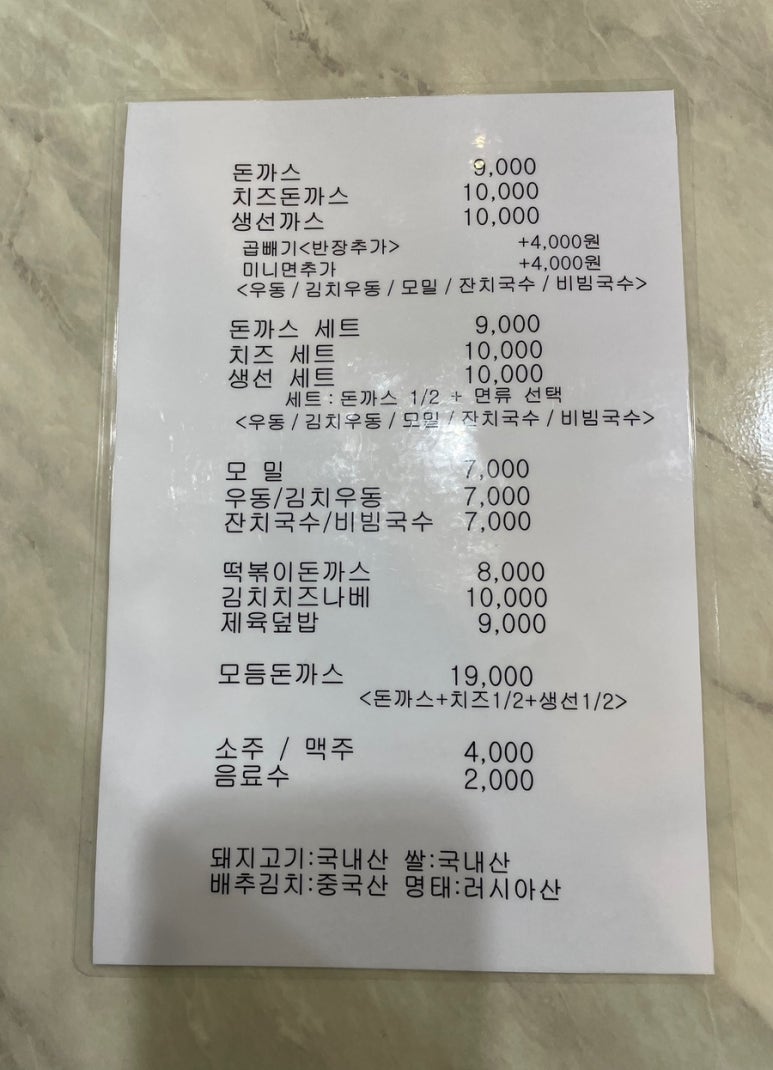 돈까스 9,000
치즈돈까스 10,000
생선까스 10,000
곱빼기<반장추가> +4,000원
미니면추가 +4,000원
<우동/김치우동/모밀/잔치국수/비빔국수>
돈까스 세트 9,000
치즈 세트 10,000
생선 세트 10,000
세트:돈까스 1/2 + 면류 선택
<우동/김치우동/모밀/잔치국수/비빔국수>
모 밀 7,000
우동/김치우동 7,000
잔치국수/비빔국수 7,000
떡볶이돈까스 8,000
김치치즈나베 10,000
제육덮밥 9,000
모듬돈까스 19,000
<돈까스+치즈1/2+생선1/2>
소주 / 맥주 4,000
음료수 2,000
돼지고기:국내산 쌀:국내산
배추김치:중국산 명태:러시아산